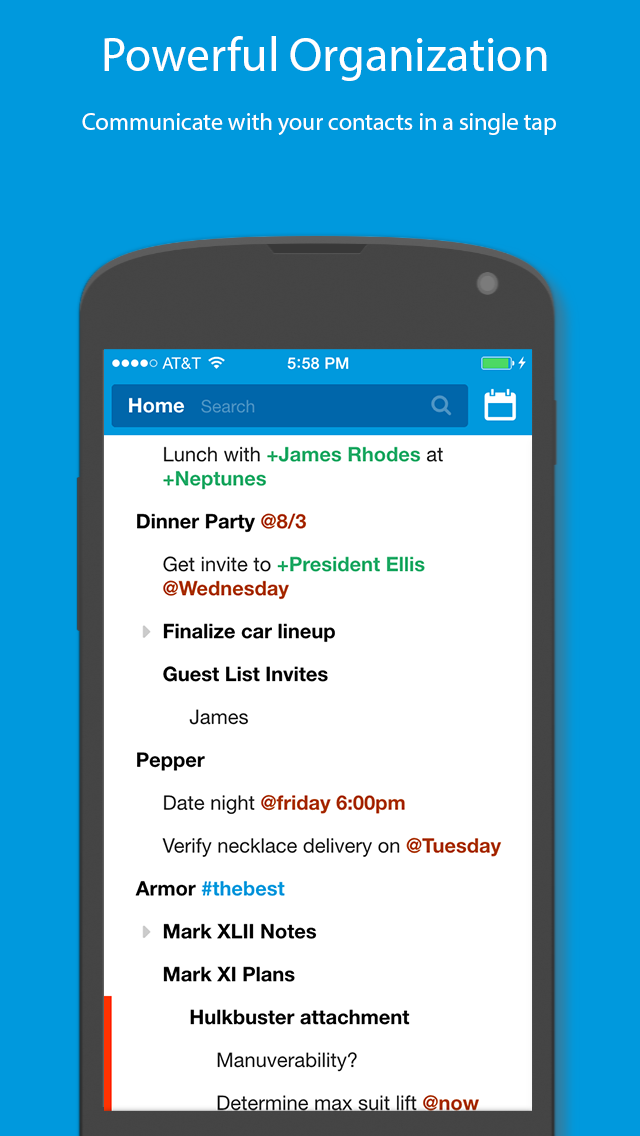 Powerful Organization
Communicate with your contacts in a single tap
AT&T 5:58 PM
Home Search
Lunch with +James Rhodes at
+Neptunes
Dinner Party @8/3
Get invite to +President Ellis
@Wednesday
Finalize car lineup
Guest List Invites
James
Pepper
Date night @friday 6:00pm
Verify necklace delivery on @Tuesday
Armor #thebest
Mark XLII Notes
Mark XI Plans
Hulkbuster attachment
Manuverability?
Determine max suit lift @now